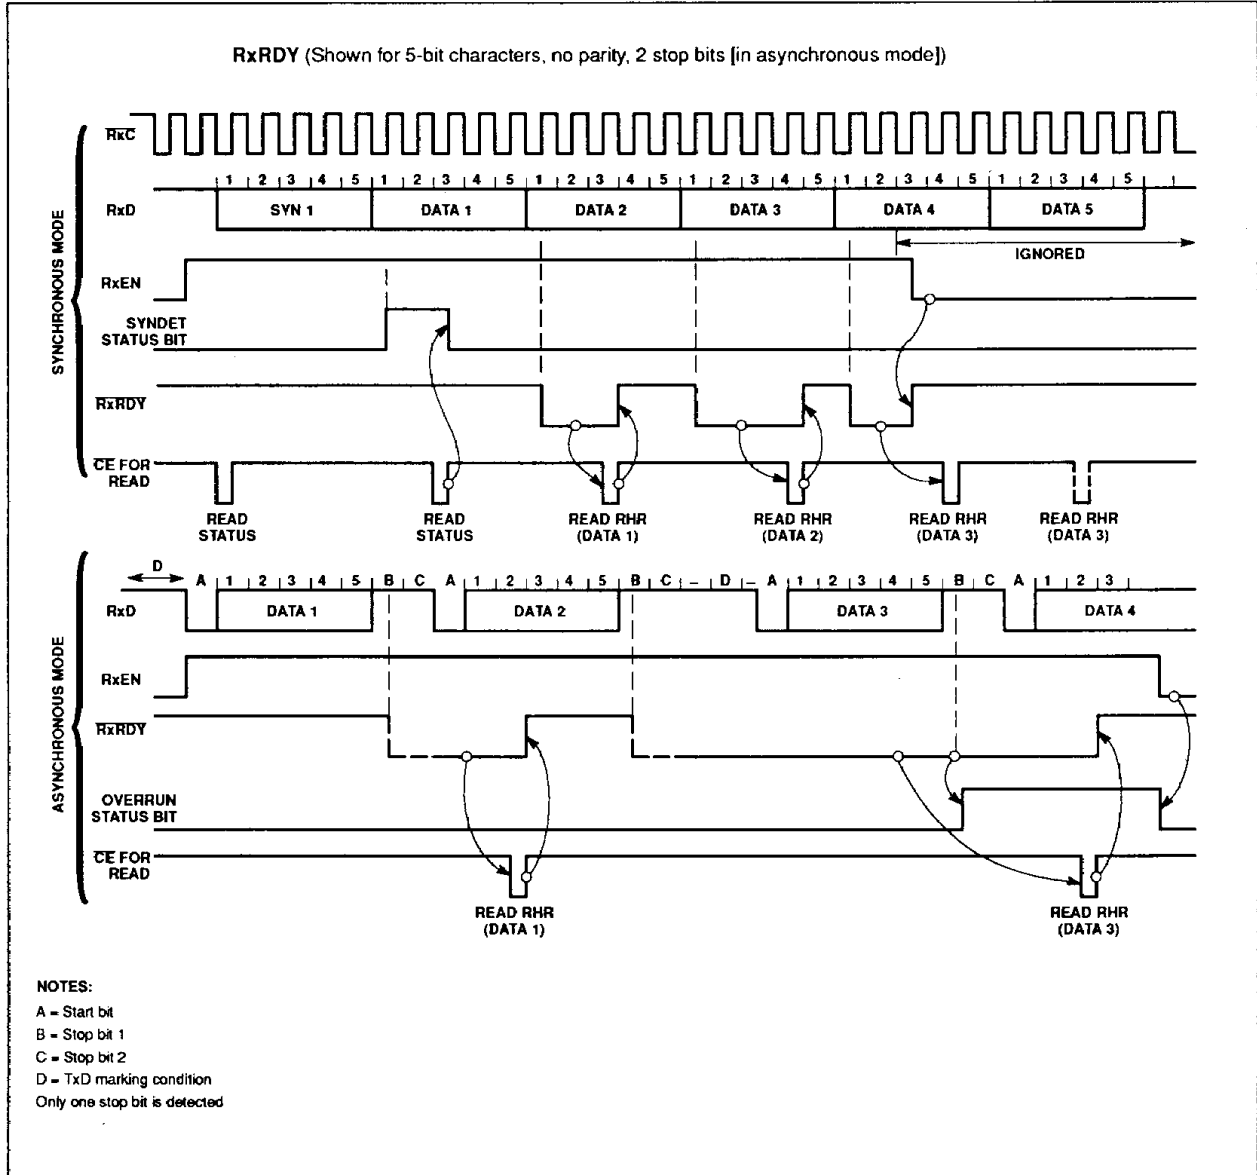 RxRDY (Shown for 5-bit characters, no parity, 2 stop bits [in asynchronous mode])
SYNCHRONOUS MODE
R̅x̅C̅
1 2 3 4 5 1 2 3 4 5 1 2 3 4 5 1 2 3 4 5 1 2 3 4 5 1 2 3 4 5 1
RxD SYN 1 DATA 1 DATA 2 DATA 3 DATA 4 DATA 5
IGNORED
RxEN
SYNDET
STATUS BIT
R̅x̅R̅D̅Y̅
C̅E̅ FOR
READ
READ
STATUS
READ
STATUS
READ RHR
(DATA 1)
READ RHR
(DATA 2)
READ RHR
(DATA 3)
READ RHR
(DATA 3)
ASYNCHRONOUS MODE
D
A 1 2 3 4 5 B C A 1 2 3 4 5 B C – D – A 1 2 3 4 5 B C A 1 2 3
RxD DATA 1 DATA 2 DATA 3 DATA 4
RxEN
R̅x̅R̅D̅Y̅
OVERRUN
STATUS BIT
C̅E̅ FOR
READ
READ RHR
(DATA 1)
READ RHR
(DATA 3)
NOTES:
A = Start bit
B = Stop bit 1
C = Stop bit 2
D = TxD marking condition
Only one stop bit is detected